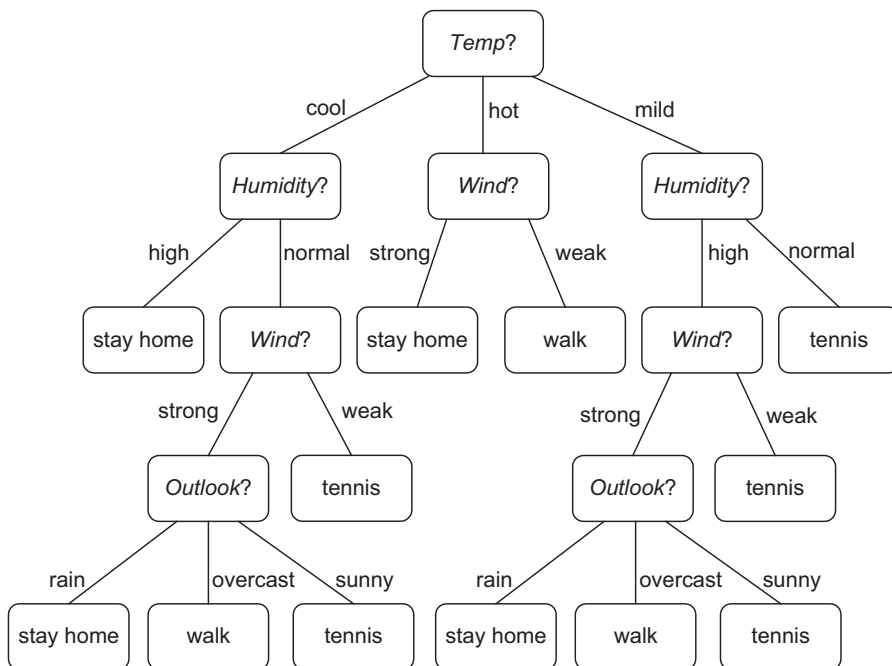 Temp?
cool
hot
mild
Humidity?
Wind?
Humidity?
high
normal
strong
weak
high
normal
stay home
Wind?
stay home
walk
Wind?
tennis
strong
weak
strong
weak
Outlook?
tennis
Outlook?
tennis
rain
overcast
sunny
rain
overcast
sunny
stay home
walk
tennis
stay home
walk
tennis